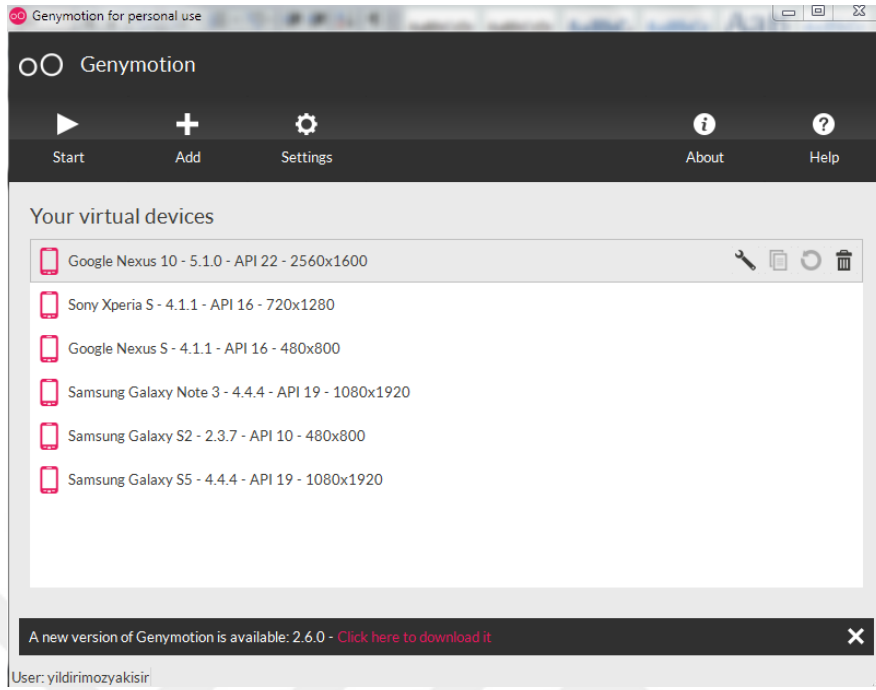 Genymotion for personal use
Genymotion
Start Add Settings About Help
Your virtual devices
Google Nexus 10 - 5.1.0 - API 22 - 2560x1600
Sony Xperia S - 4.1.1 - API 16 - 720x1280
Google Nexus S - 4.1.1 - API 16 - 480x800
Samsung Galaxy Note 3 - 4.4.4 - API 19 - 1080x1920
Samsung Galaxy S2 - 2.3.7 - API 10 - 480x800
Samsung Galaxy S5 - 4.4.4 - API 19 - 1080x1920
A new version of Genymotion is available: 2.6.0 - Click here to download it
User: yildirimozyakisir